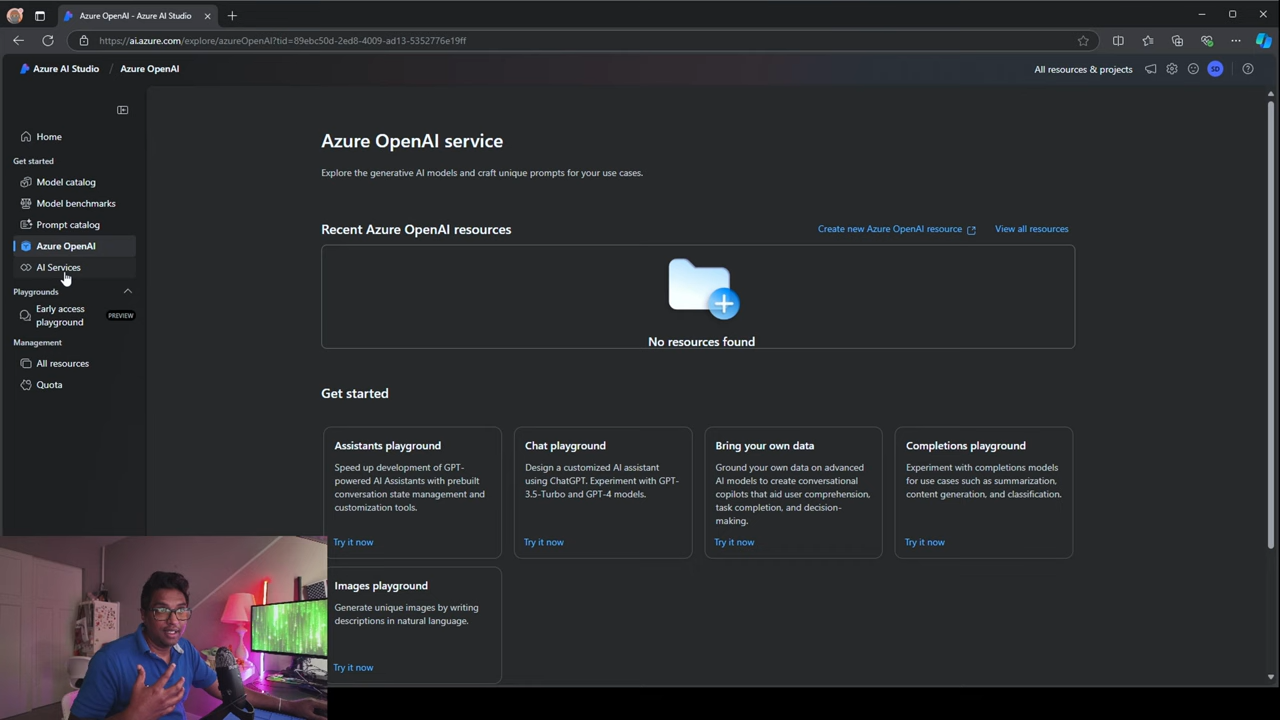 Azure OpenAI - Azure AI Studio
https://ai.azure.com/explore/azureOpenAI?tid=89ebc50d-2ed8-4009-ad13-5352776e19ff
Azure AI Studio / Azure OpenAI
All resources & projects
SD
Home
Get started
Model catalog
Model benchmarks
Prompt catalog
Azure OpenAI
AI Services
Playgrounds
Early access
playground
PREVIEW
Management
All resources
Quota
Azure OpenAI service
Explore the generative AI models and craft unique prompts for your use cases.
Recent Azure OpenAI resources
Create new Azure OpenAI resource
View all resources
No resources found
Get started
Assistants playground
Speed up development of GPT-
powered AI Assistants with prebuilt
conversation state management and
customization tools.
Try it now
Chat playground
Design a customized AI assistant
using ChatGPT. Experiment with GPT-
3.5-Turbo and GPT-4 models.
Try it now
Bring your own data
Ground your own data on advanced
AI models to create conversational
copilots that aid user comprehension,
task completion, and decision-
making.
Try it now
Completions playground
Experiment with completions models
for use cases such as summarization,
content generation, and classification.
Try it now
Images playground
Generate unique images by writing
descriptions in natural language.
Try it now